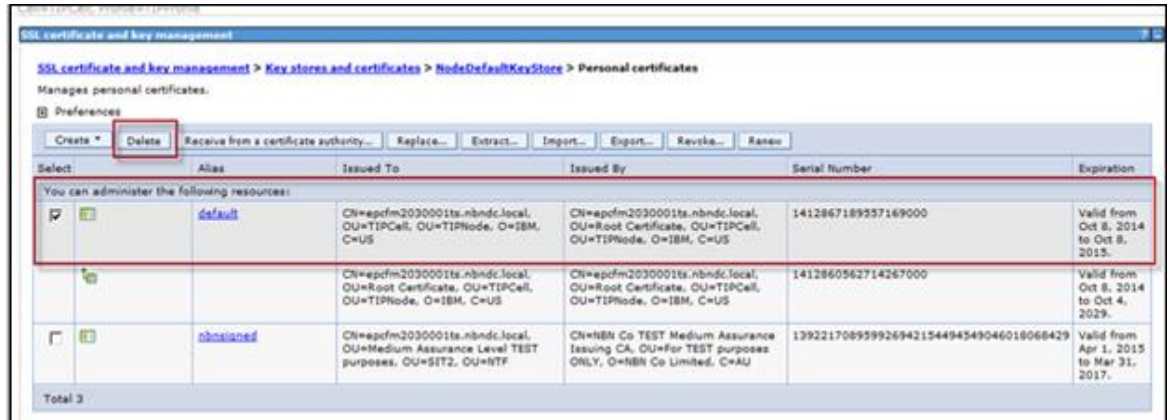 Cell=TIPCell, Profile=TIPProfile
SSL certificate and key management
SSL certificate and key management > Key stores and certificates > NodeDefaultKeyStore > Personal certificates
Manages personal certificates.
Preferences
Create Delete Receive from a certificate authority... Replace... Extract... Import... Export... Revoke... Renew
Select Alias Issued To Issued By Serial Number Expiration
You can administer the following resources:
default CN=epcfm2030001ts.nbndc.local, CN=epcfm2030001ts.nbndc.local, 1412867189557169000 Valid from
OU=TIPCell, OU=TIPNode, O=IBM, OU=Root Certificate, OU=TIPCell, Oct 8, 2014
C=US OU=TIPNode, O=IBM, C=US to Oct 8,
2015.
CN=epcfm2030001ts.nbndc.local, CN=epcfm2030001ts.nbndc.local, 1412860562714267000 Valid from
OU=Root Certificate, OU=TIPCell, OU=Root Certificate, OU=TIPCell, Oct 8, 2014
OU=TIPNode, O=IBM, C=US OU=TIPNode, O=IBM, C=US to Oct 4,
2029.
nbnsigned CN=epcfm2030001ts.nbndc.local, CN=NBN Co TEST Medium Assurance 139221708959926942154494549046018068429 Valid from
OU=Medium Assurance Level TEST Issuing CA, OU=For TEST purposes Apr 1, 2015
purposes, OU=SIT2, OU=NTF ONLY, O=NBN Co Limited, C=AU to Mar 31,
2017.
Total 3